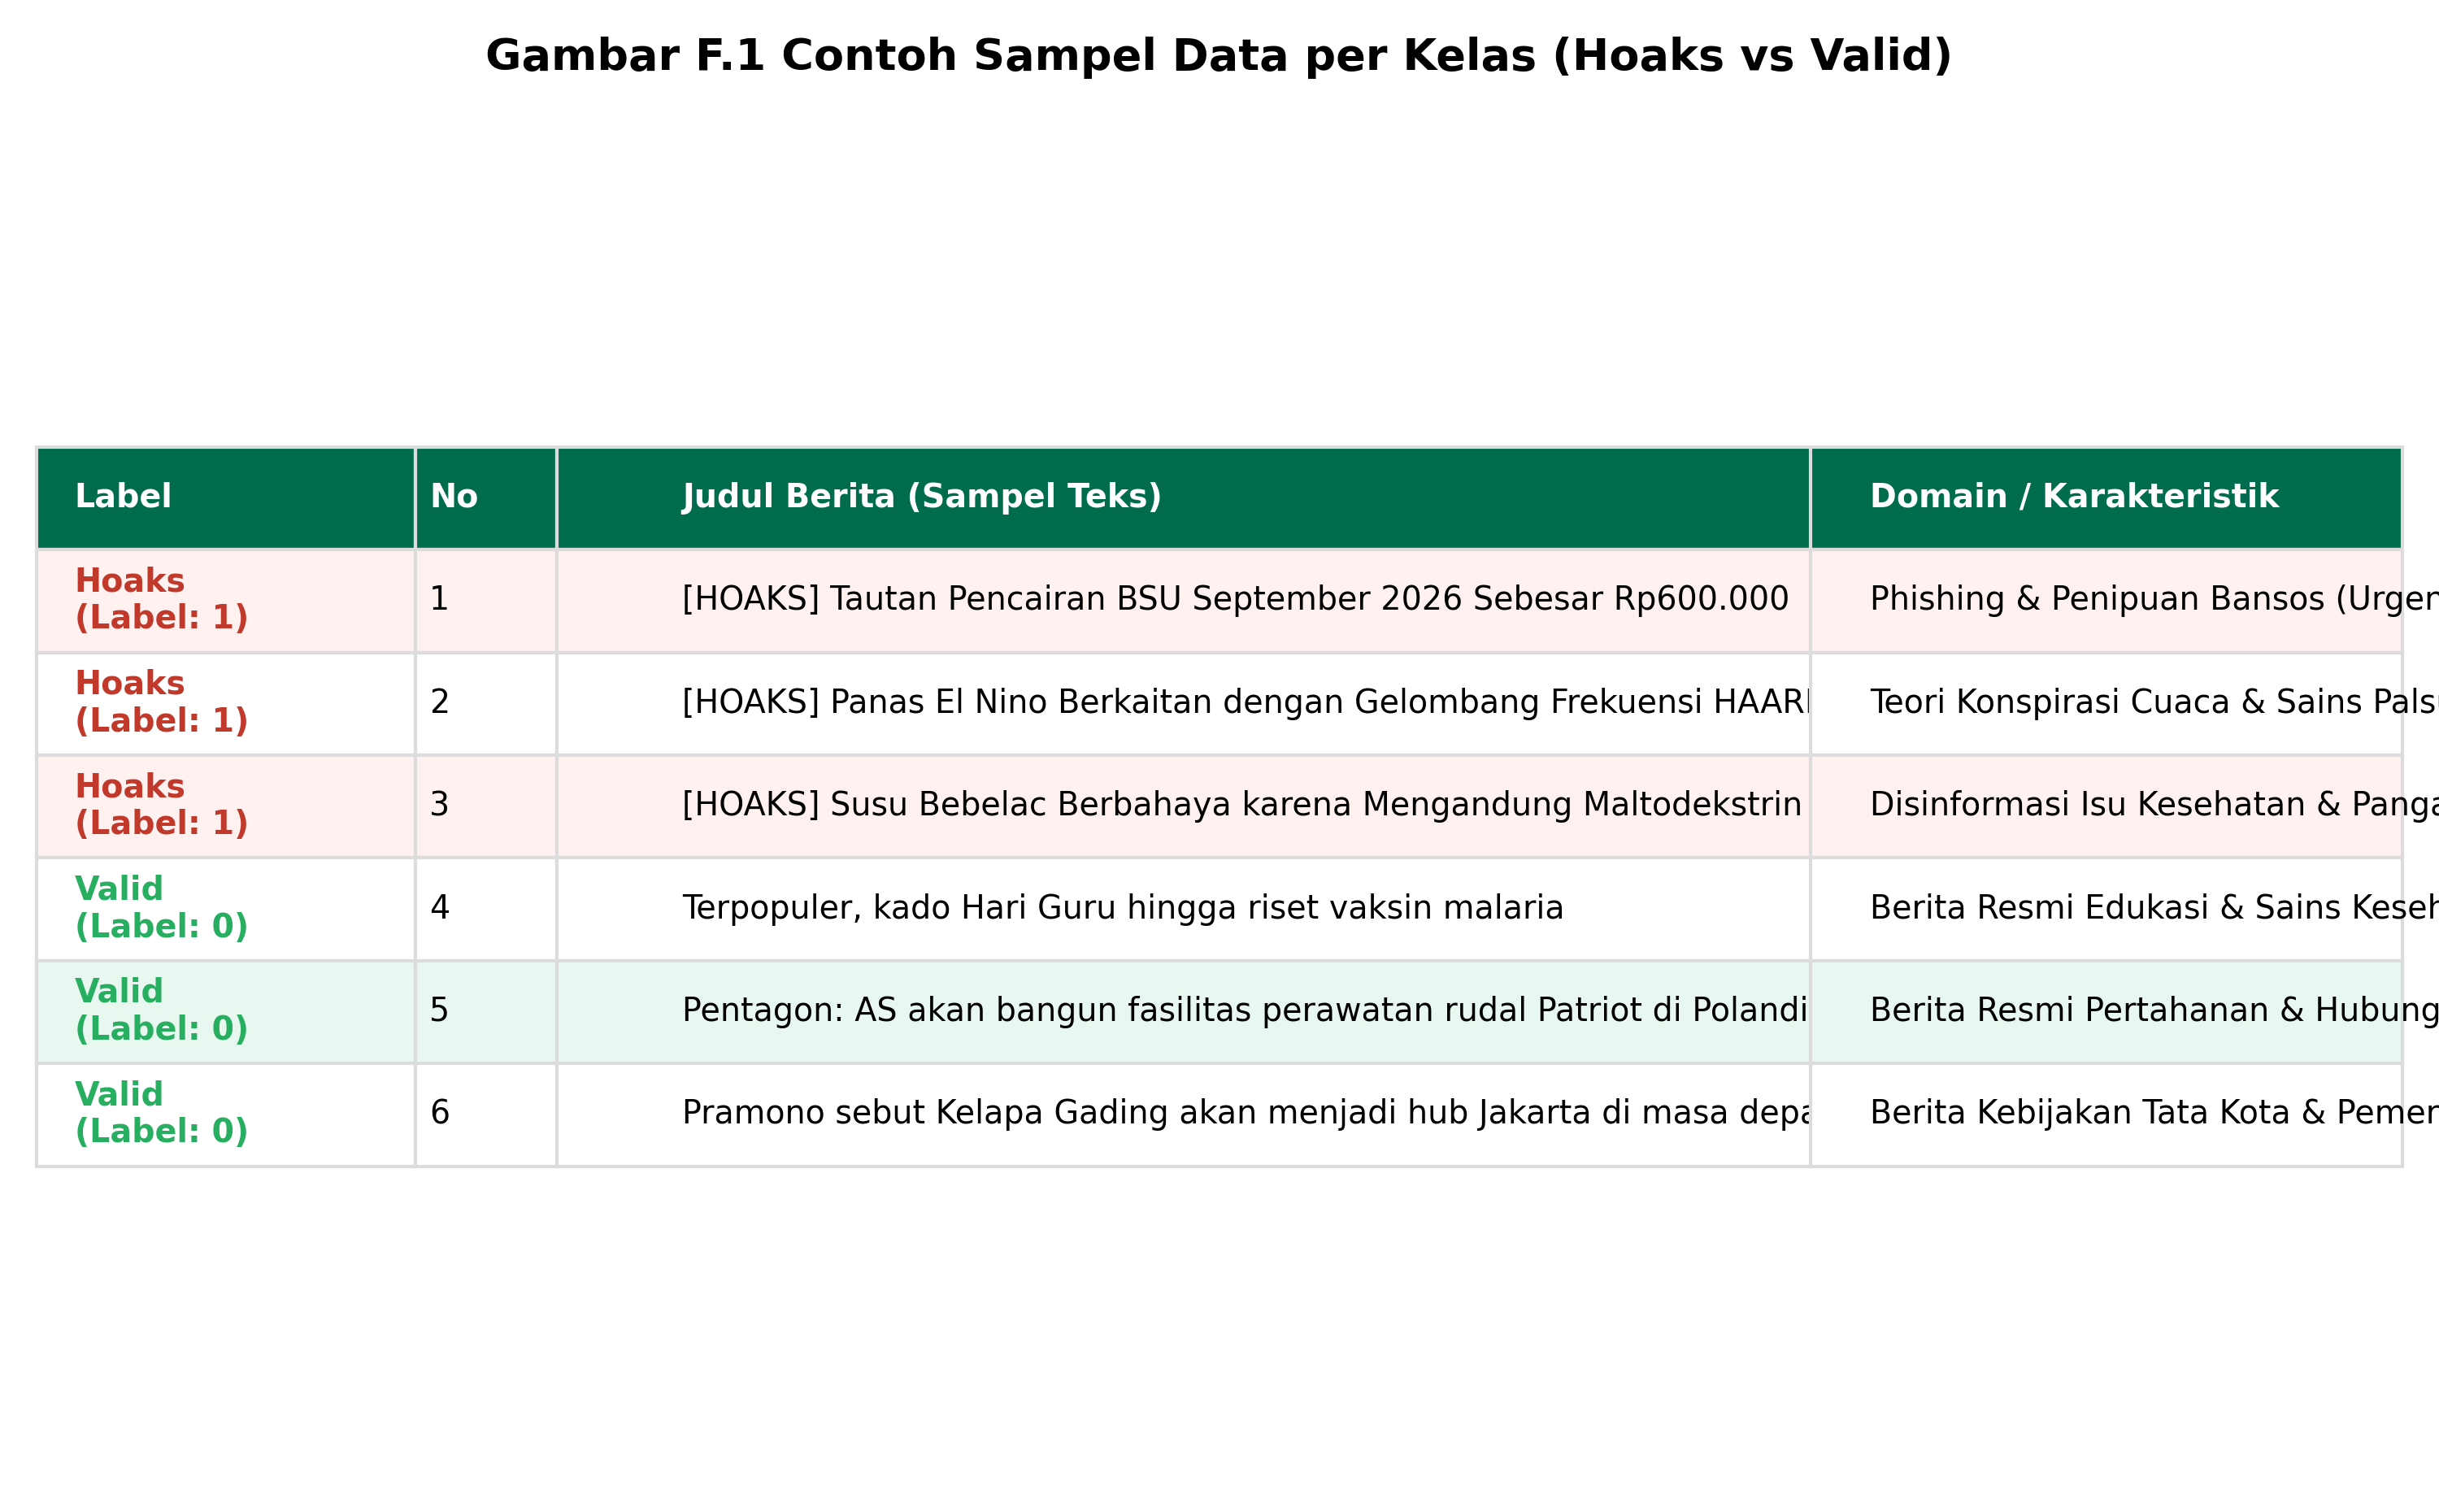 Gambar F.1 Contoh Sampel Data per Kelas (Hoaks vs Valid)
Label No Judul Berita (Sampel Teks) Domain / Karakteristik
Hoaks
(Label: 1)
1 [HOAKS] Tautan Pencairan BSU September 2026 Sebesar Rp600.000 Phishing & Penipuan Bansos
Hoaks
(Label: 1)
2 [HOAKS] Panas El Nino Berkaitan dengan Gelombang Frekuensi Teori Konspirasi Cuaca & Sains
Hoaks
(Label: 1)
3 [HOAKS] Susu Bebelac Berbahaya karena Mengandung Maltodekstrin Disinformasi Isu Kesehatan &
Valid
(Label: 0)
4 Terpopuler, kado Hari Guru hingga riset vaksin malaria Berita Resmi Edukasi & Sains
Valid
(Label: 0)
5 Pentagon: AS akan bangun fasilitas perawatan rudal Patriot di Berita Resmi Pertahanan &
Valid
(Label: 0)
6 Pramono sebut Kelapa Gading akan menjadi hub Jakarta di masa Berita Kebijakan Tata Kota &